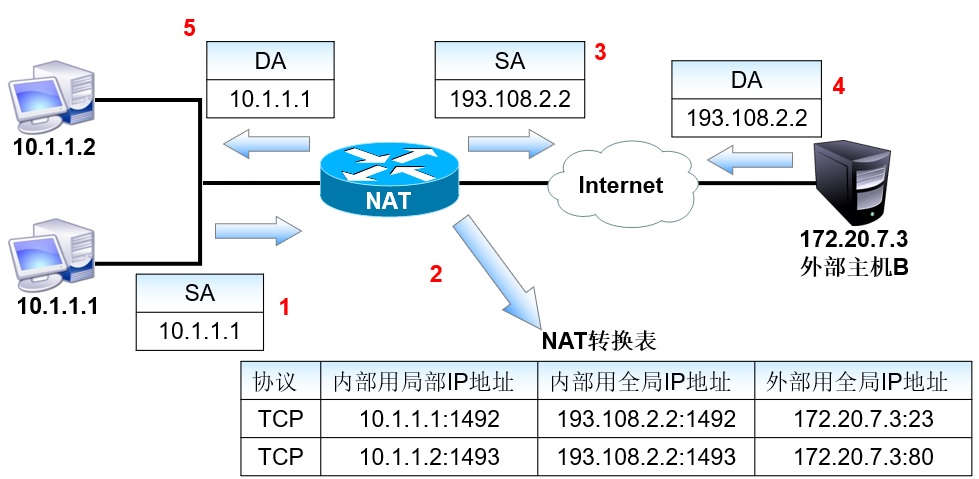 5
DA
10.1.1.1
SA
193.108.2.2
3
DA
193.108.2.2
4
10.1.1.2
NAT
Internet
172.20.7.3
外部主机B
10.1.1.1
SA
10.1.1.1
1
2
NAT转换表
协议 内部用局部IP地址 内部用全局IP地址 外部用全局IP地址
TCP 10.1.1.1:1492 193.108.2.2:1492 172.20.7.3:23
TCP 10.1.1.2:1493 193.108.2.2:1493 172.20.7.3:80